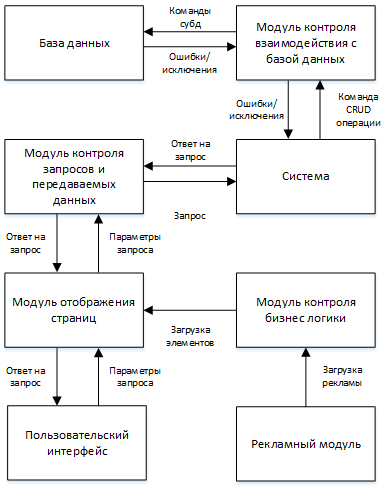 Команды
субд
База данных
Модуль контроля
взаимодействия с
базой данных
Ошибки/
исключения
Ошибки/
исключения
Команда
CRUD
операции
Модуль контроля
запросов и
передаваемых
данных
Ответ на
запрос
Система
Запрос
Ответ на
запрос
Параметры
запроса
Модуль отображения
страниц
Модуль контроля
бизнес логики
Загрузка
элементов
Ответ на
запрос
Параметры
запроса
Загрузка
рекламы
Пользовательский
интерфейс
Рекламный модуль